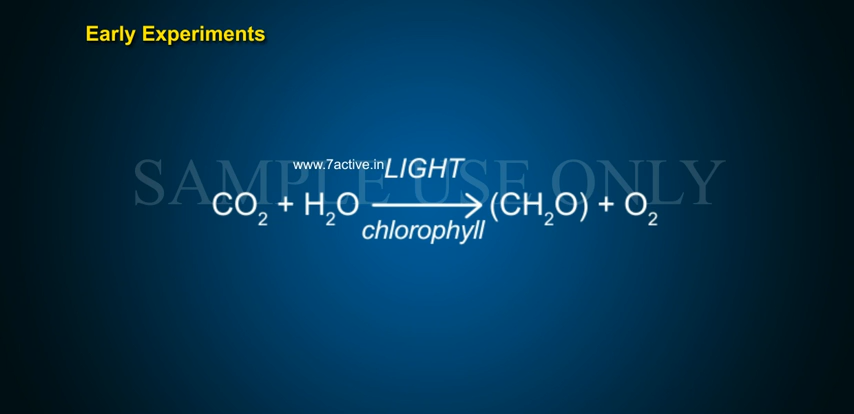 Early Experiments
www.7active.in
SAMPLE USE ONLY
LIGHT
CO₂ + H₂O ⟶ (CH₂O) + O₂
chlorophyll